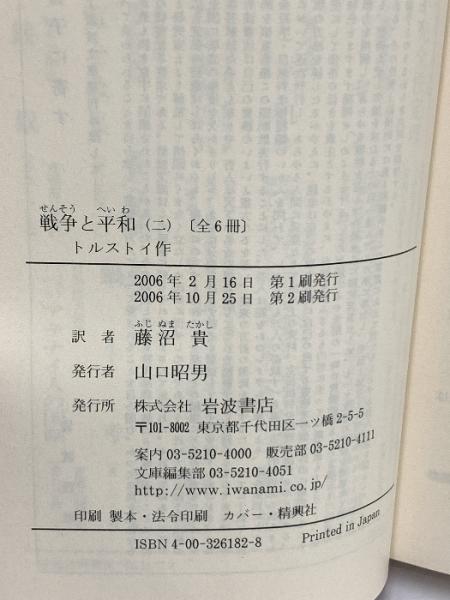 せんそう へいわ
戦争と平和(二)〔全6冊〕
トルストイ作
2006年2月16日 第1刷発行
2006年10月25日 第2刷発行
ふじ ぬま たかし
訳者 藤沼 貴
発行者 山口昭男
発行所 株式会社 岩波書店
〒101-8002 東京都千代田区一ツ橋2-5-5
案内 03-5210-4000 販売部 03-5210-4111
文庫編集部 03-5210-4051
http://www.iwanami.co.jp/
印刷 製本・法令印刷 カバー・精興社
ISBN 4-00-326182-8 Printed in Japan